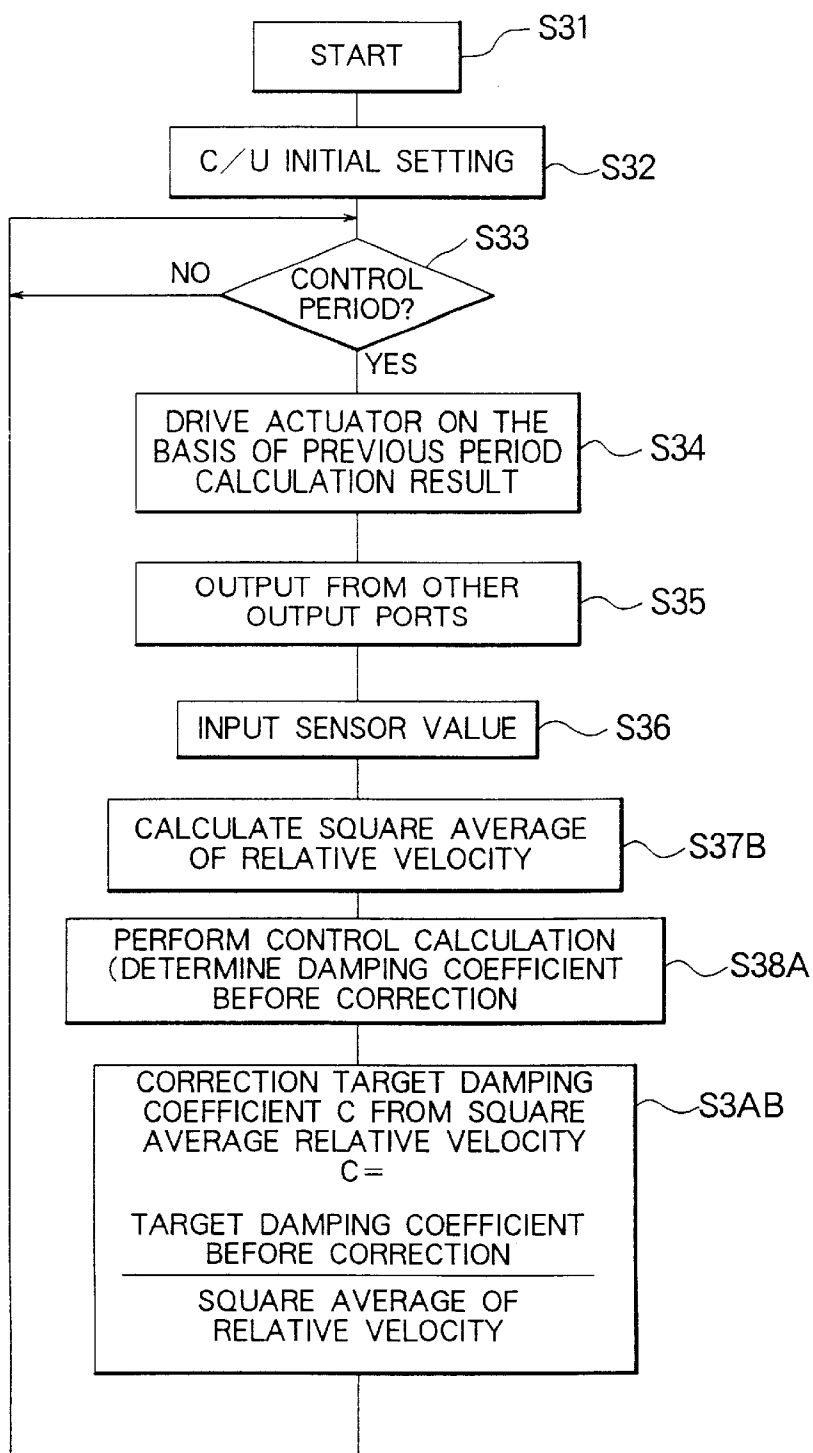 START
S31
C/U INITIAL SETTING
S32
S33
NO
CONTROL
PERIOD?
YES
DRIVE ACTUATOR ON THE
BASIS OF PREVIOUS PERIOD
CALCULATION RESULT
S34
OUTPUT FROM OTHER
OUTPUT PORTS
S35
INPUT SENSOR VALUE
S36
CALCULATE SQUARE AVERAGE
OF RELATIVE VELOCITY
S37B
PERFORM CONTROL CALCULATION
(DETERMINE DAMPING COEFFICIENT
BEFORE CORRECTION
S38A
CORRECTION TARGET DAMPING
COEFFICIENT C FROM SQUARE
AVERAGE RELATIVE VELOCITY
C=
TARGET DAMPING COEFFICIENT
BEFORE CORRECTION
SQUARE AVERAGE OF
RELATIVE VELOCITY
S3AB